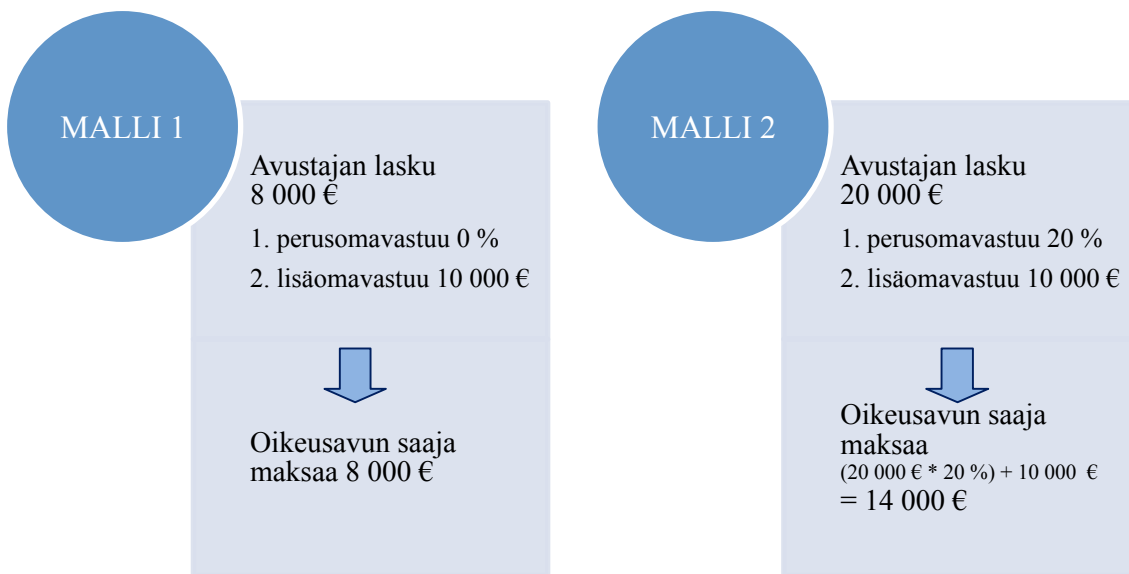 MALLI 1
Avustajan lasku
8 000 €
1. perusomavastuu 0 %
2. lisäomavastuu 10 000 €
Oikeusavun saaja
maksaa 8 000 €
MALLI 2
Avustajan lasku
20 000 €
1. perusomavastuu 20 %
2. lisäomavastuu 10 000 €
Oikeusavun saaja
maksaa
(20 000 € * 20 %) + 10 000 €
= 14 000 €